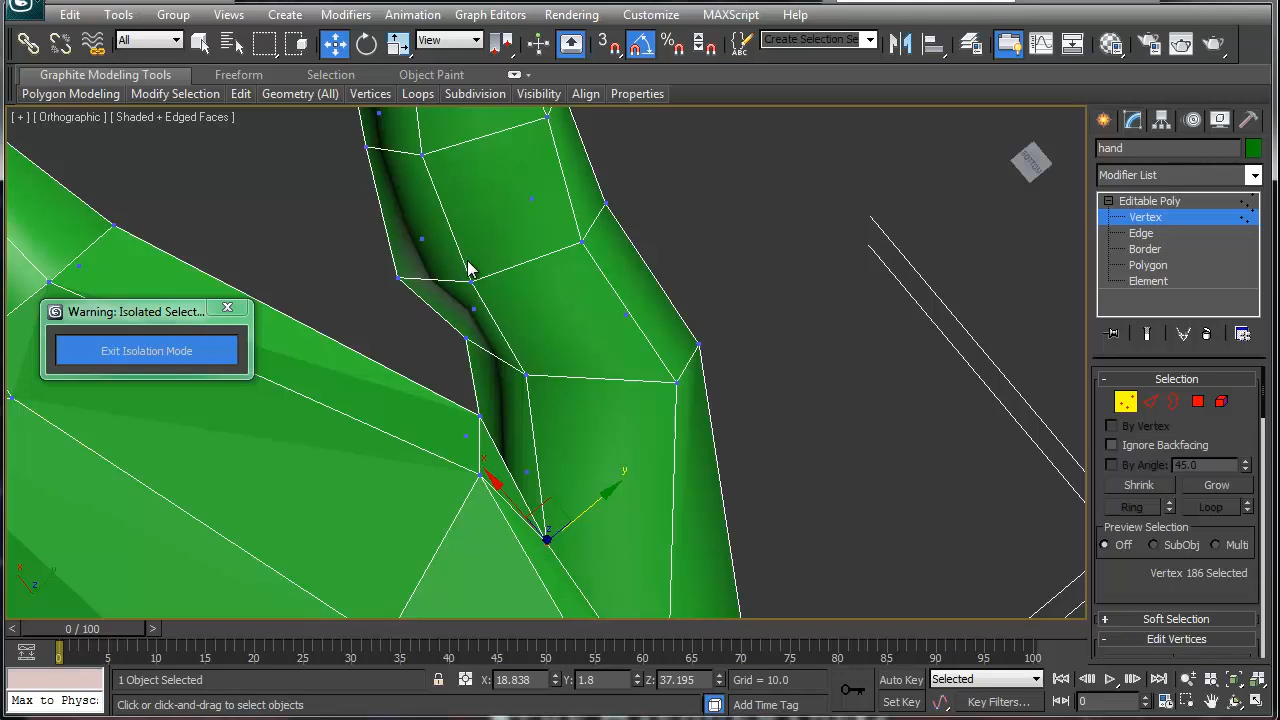 Edit Tools Group Views Create Modifiers Animation Graph Editors Rendering Customize MAXScript Help
All View 3 ABC Create Selection Se
Graphite Modeling Tools Freeform Selection Object Paint
Polygon Modeling Modify Selection Edit Geometry (All) Vertices Loops Subdivision Visibility Align Properties
[ + ] [ Orthographic ] [ Shaded + Edged Faces ]
BOTTOM
hand
Modifier List
Editable Poly
Vertex
Edge
Border
Polygon
Element
Warning: Isolated Select...
Exit Isolation Mode
Selection
By Vertex
Ignore Backfacing
By Angle: 45.0
Shrink Grow
Ring Loop
Preview Selection
Off SubObj Multi
Vertex 186 Selected
Soft Selection
Edit Vertices
x y z
x y z
0 / 100
0 5 10 15 20 25 30 35 40 45 50 55 60 65 70 75 80 85 90 95 100
1 Object Selected X: 18.838 Y: 1.8 Z: 37.195 Grid = 10.0 Auto Key Selected
Max to Physc: Click or click-and-drag to select objects Add Time Tag Set Key Key Filters... 0